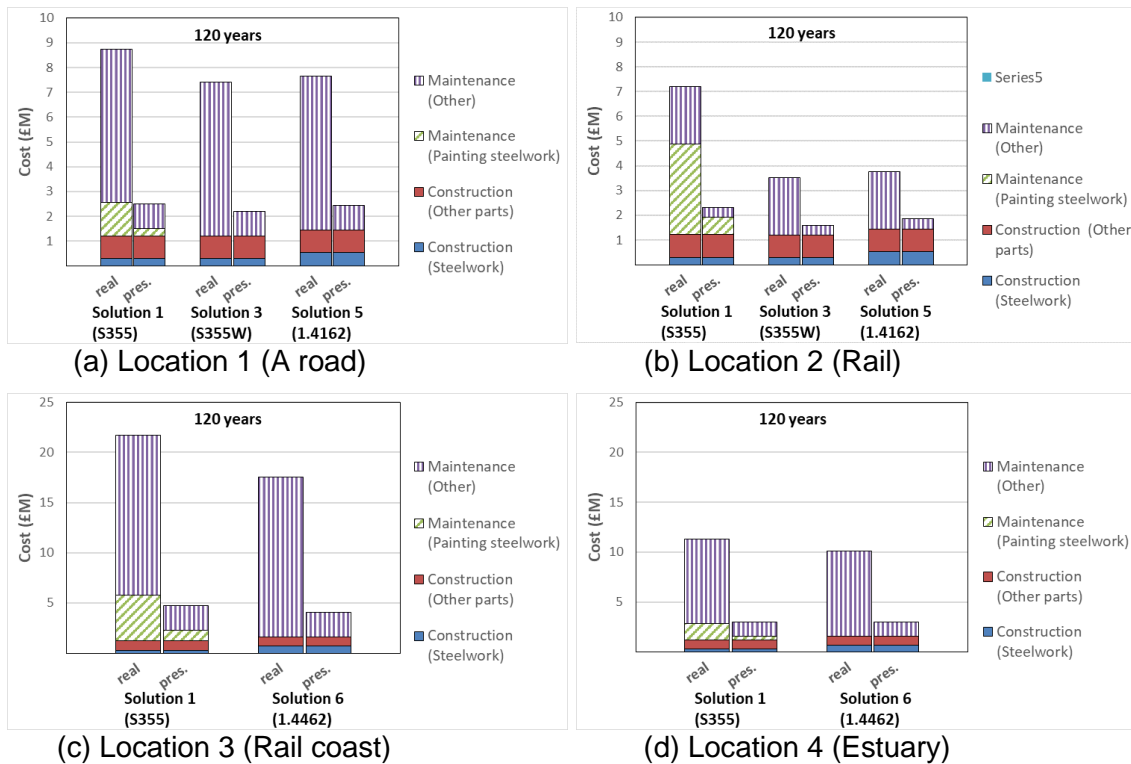 10
9
8
7
6
5
4
3
2
1
Cost (£M)
120 years
real
pres.
real
pres.
real
pres.
Solution 1
(S355)
Solution 3
(S355W)
Solution 5
(1.4162)
Maintenance
(Other)
Maintenance
(Painting steelwork)
Construction
(Other parts)
Construction
(Steelwork)
(a) Location 1 (A road)
10
9
8
7
6
5
4
3
2
1
Cost (£M)
120 years
real
pres.
real
pres.
real
pres.
Solution 1
(S355)
Solution 3
(S355W)
Solution 5
(1.4162)
Series5
Maintenance
(Other)
Maintenance
(Painting steelwork)
Construction (Other
parts)
Construction
(Steelwork)
(b) Location 2 (Rail)
25
20
15
10
5
Cost (£M)
120 years
real
pres.
real
pres.
Solution 1
(S355)
Solution 6
(1.4462)
Maintenance
(Other)
Maintenance
(Painting steelwork)
Construction
(Other parts)
Construction
(Steelwork)
(c) Location 3 (Rail coast)
25
20
15
10
5
Cost (£M)
120 years
real
pres.
real
pres.
Solution 1
(S355)
Solution 6
(1.4462)
Maintenance
(Other)
Maintenance
(Painting steelwork)
Construction
(Other parts)
Construction
(Steelwork)
(d) Location 4 (Estuary)